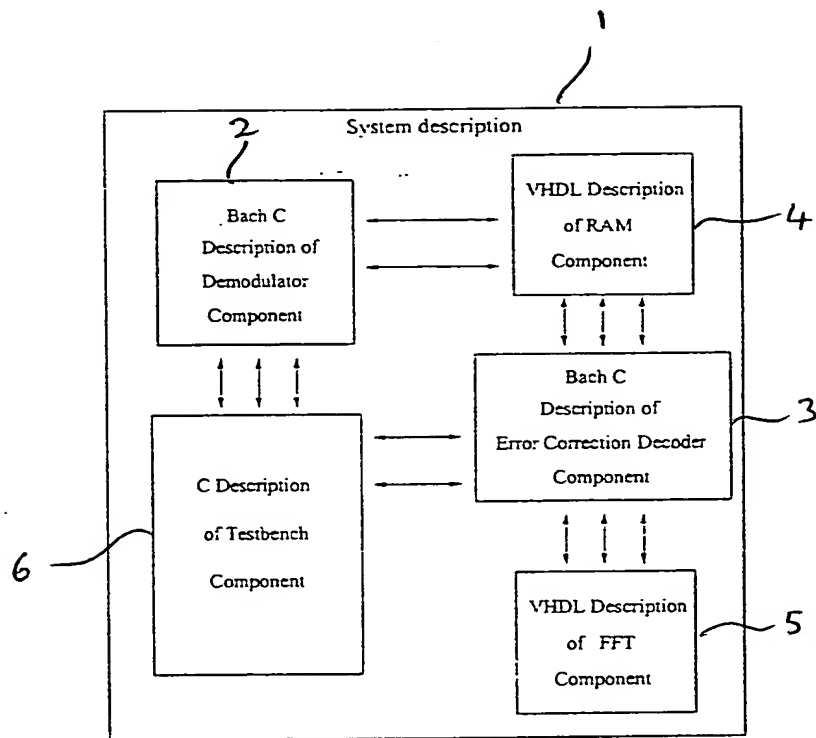 1
System description
2
Bach C
Description of
Demodulator
Component
VHDL Description
of RAM
Component
4
Bach C
Description of
Error Correction Decoder
Component
3
C Description
of Testbench
Component
6
VHDL Description
of FFT
Component
5